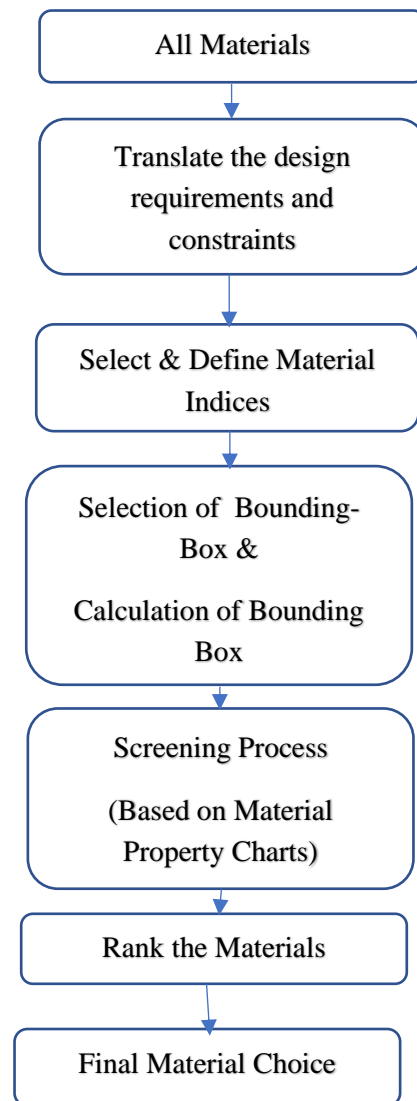 All Materials
Translate the design
requirements and
constraints
Select & Define Material
Indices
Selection of Bounding-
Box &
Calculation of Bounding
Box
Screening Process
(Based on Material
Property Charts)
Rank the Materials
Final Material Choice